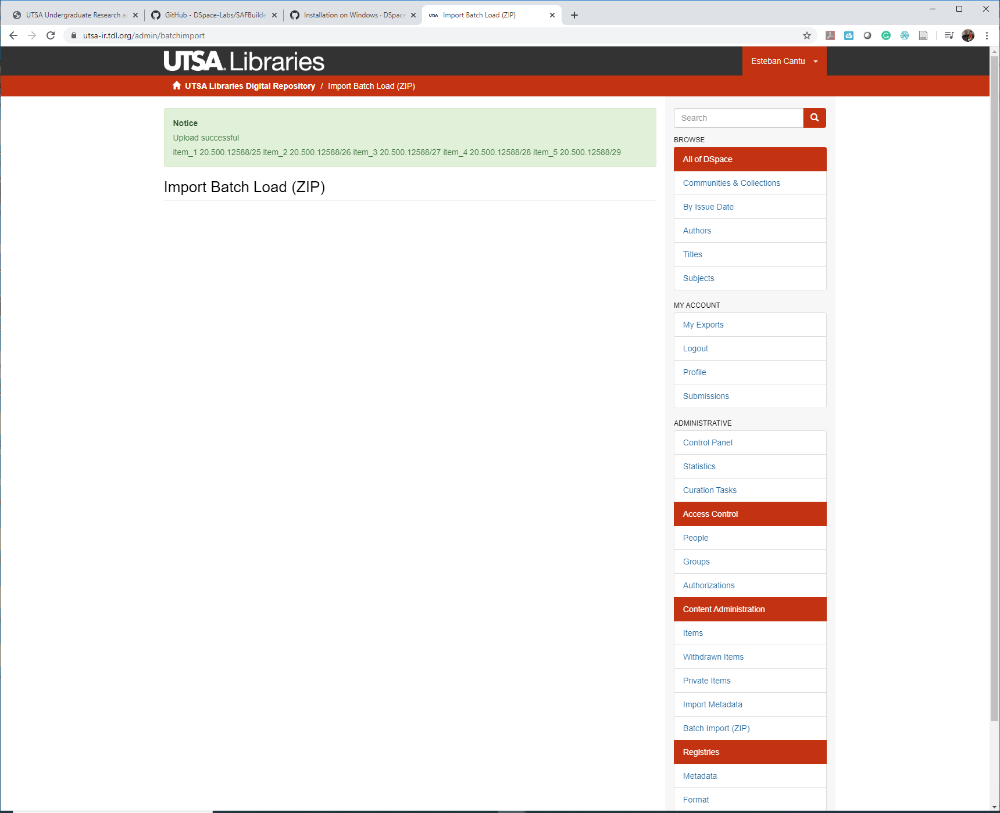 UTSA Undergraduate Research a
GitHub - DSpace-Labs/SAFBuilde
Installation on Windows · DSpace
UTSA Import Batch Load (ZIP)
utsa-ir.tdl.org/admin/batchimport
UTSA Libraries
Esteban Cantu
UTSA Libraries Digital Repository / Import Batch Load (ZIP)
Notice
Upload successful
item_1 20.500.12588/25 item_2 20.500.12588/26 item_3 20.500.12588/27 item_4 20.500.12588/28 item_5 20.500.12588/29
Import Batch Load (ZIP)
Search
BROWSE
All of DSpace
Communities & Collections
By Issue Date
Authors
Titles
Subjects
MY ACCOUNT
My Exports
Logout
Profile
Submissions
ADMINISTRATIVE
Control Panel
Statistics
Curation Tasks
Access Control
People
Groups
Authorizations
Content Administration
Items
Withdrawn Items
Private Items
Import Metadata
Batch Import (ZIP)
Registries
Metadata
Format